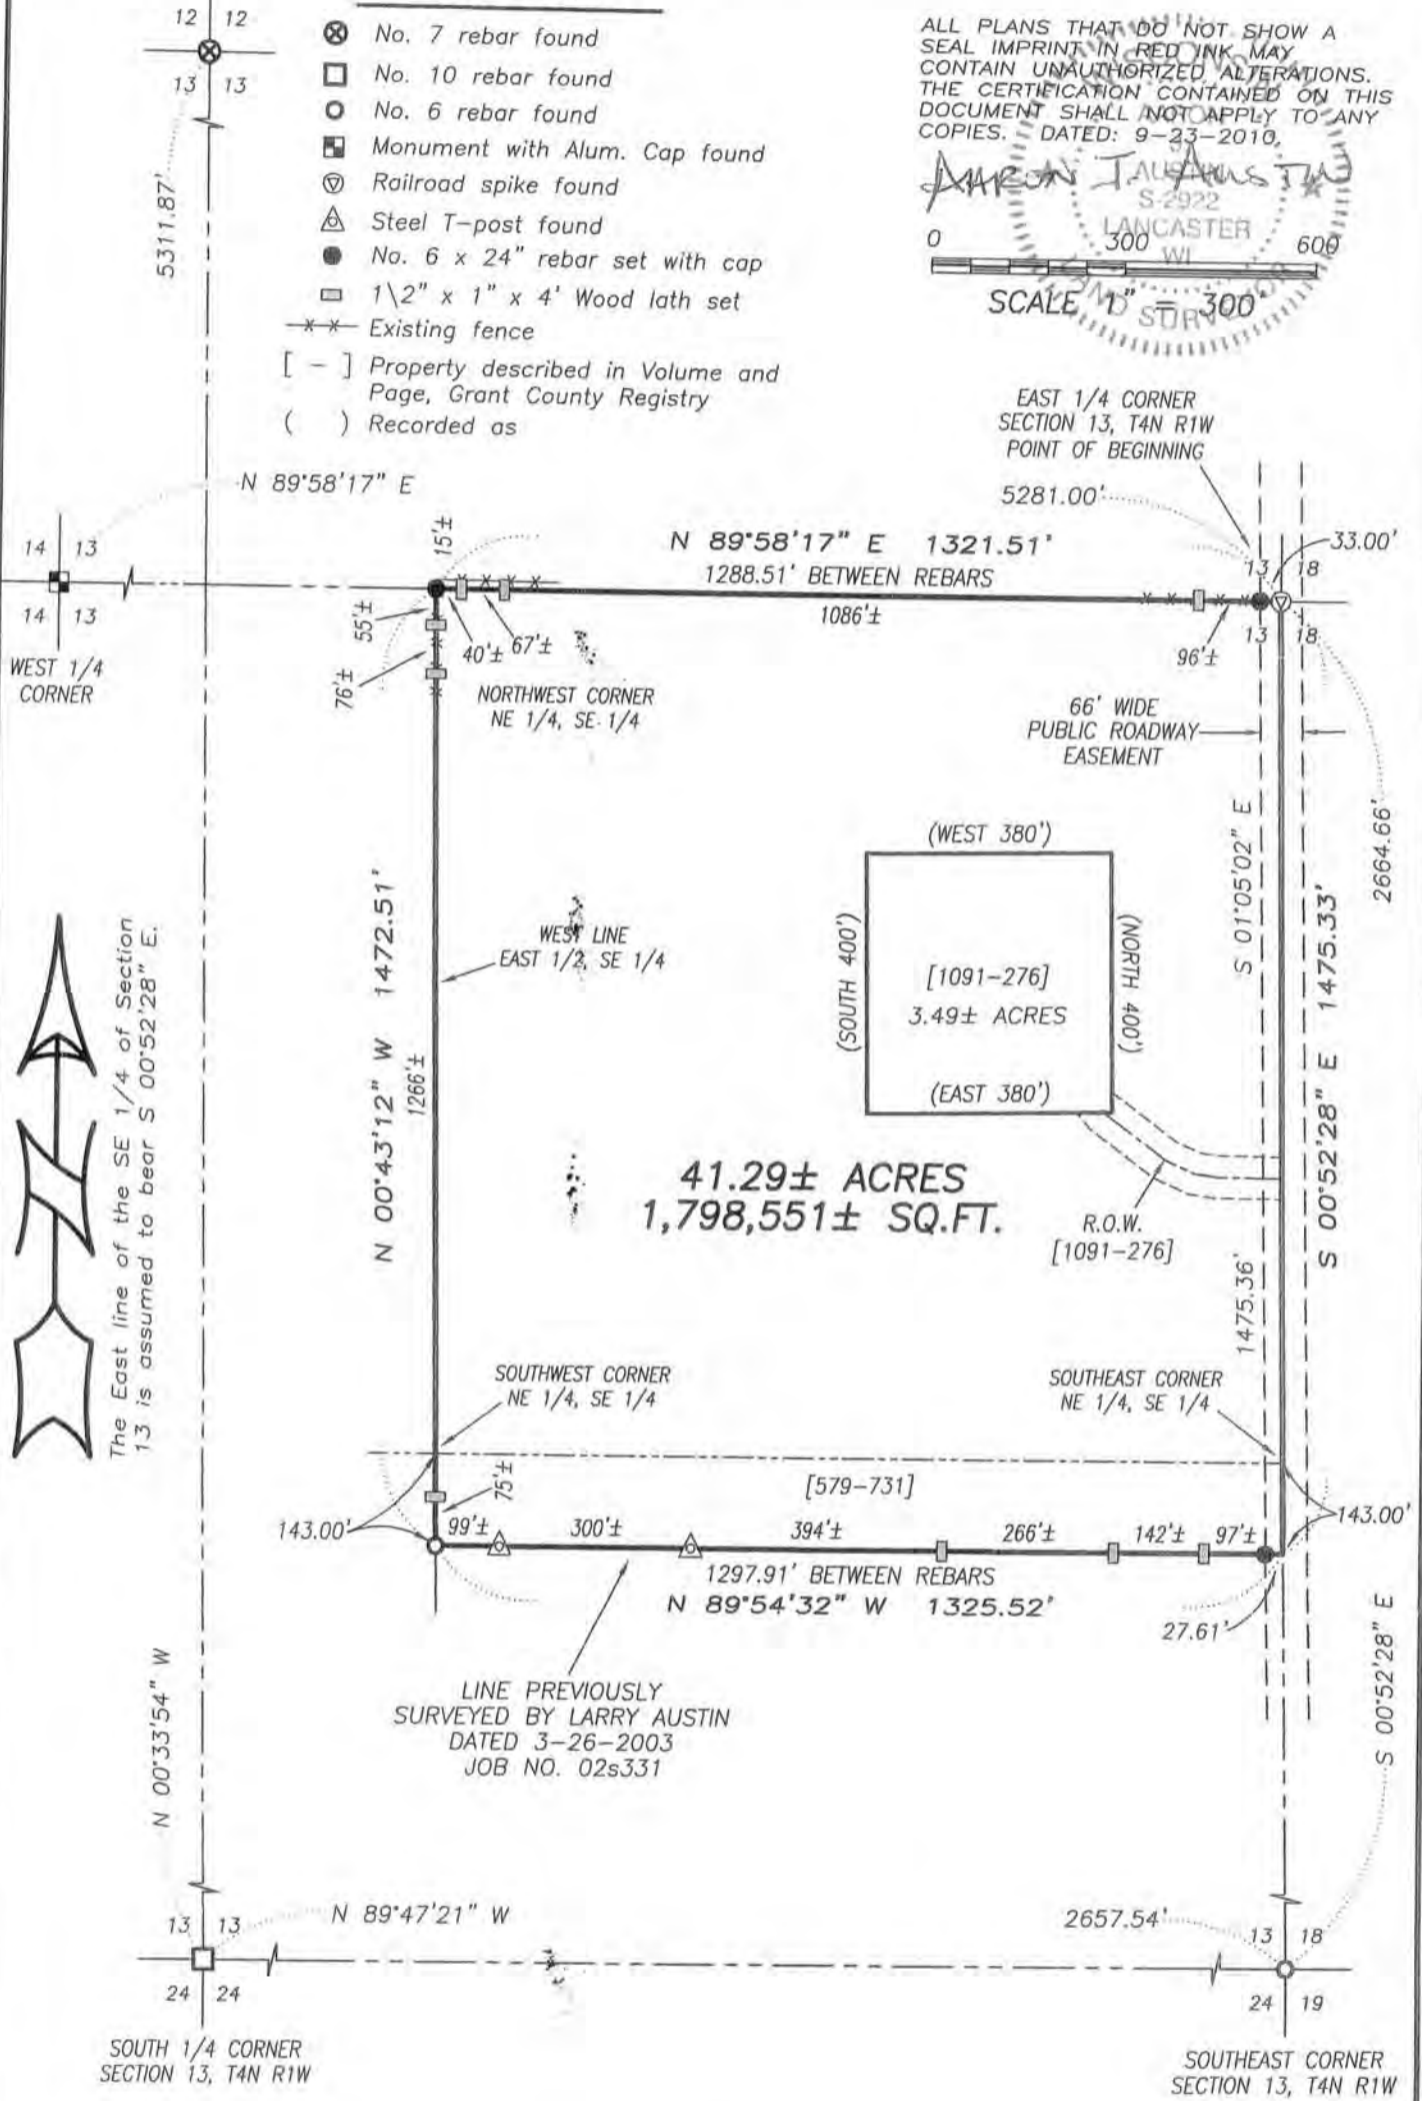 12 12
13 13
5311.87'
No. 7 rebar found
No. 10 rebar found
No. 6 rebar found
Monument with Alum. Cap found
Railroad spike found
Steel T-post found
No. 6 x 24" rebar set with cap
1\2" x 1" x 4' Wood lath set
Existing fence
[ - ] Property described in Volume and
Page, Grant County Registry
( ) Recorded as
ALL PLANS THAT DO NOT SHOW A
SEAL IMPRINT IN RED INK MAY
CONTAIN UNAUTHORIZED ALTERATIONS.
THE CERTIFICATION CONTAINED ON THIS
DOCUMENT SHALL NOT APPLY TO ANY
COPIES. DATED: 9-23-2010
AARON J. AUSTIN
S-2922
LANCASTER
WI
0 300 600
SCALE 1" = 300'
EAST 1/4 CORNER
SECTION 13, T4N R1W
POINT OF BEGINNING
N 89°58'17" E
5281.00'
33.00'
14 13
14 13
WEST 1/4
CORNER
15'±
N 89°58'17" E 1321.51'
1288.51' BETWEEN REBARS
1086'±
13 18
13 18
55'±
76'±
40'±
67'±
96'±
NORTHWEST CORNER
NE 1/4, SE 1/4
66' WIDE
PUBLIC ROADWAY
EASEMENT
2664.66'
(WEST 380')
(SOUTH 400')
[1091-276]
3.49± ACRES
(NORTH 400')
(EAST 380')
S 01°05'02" E
1475.36'
S 00°52'28" E 1475.33'
WEST LINE
EAST 1/2, SE 1/4
N 00°43'12" W 1472.51'
1266'±
The East line of the SE 1/4 of Section
13 is assumed to bear S 00°52'28" E.
41.29± ACRES
1,798,551± SQ.FT.
R.O.W.
[1091-276]
SOUTHWEST CORNER
NE 1/4, SE 1/4
SOUTHEAST CORNER
NE 1/4, SE 1/4
75'±
[579-731]
143.00'
99'±
300'±
394'±
266'±
142'±
97'±
143.00'
1297.91' BETWEEN REBARS
N 89°54'32" W 1325.52'
27.61'
LINE PREVIOUSLY
SURVEYED BY LARRY AUSTIN
DATED 3-26-2003
JOB NO. 02s331
N 00°33'54" W
S 00°52'28" E
13 13
24 24
N 89°47'21" W
2657.54'
13 18
24 19
SOUTH 1/4 CORNER
SECTION 13, T4N R1W
SOUTHEAST CORNER
SECTION 13, T4N R1W